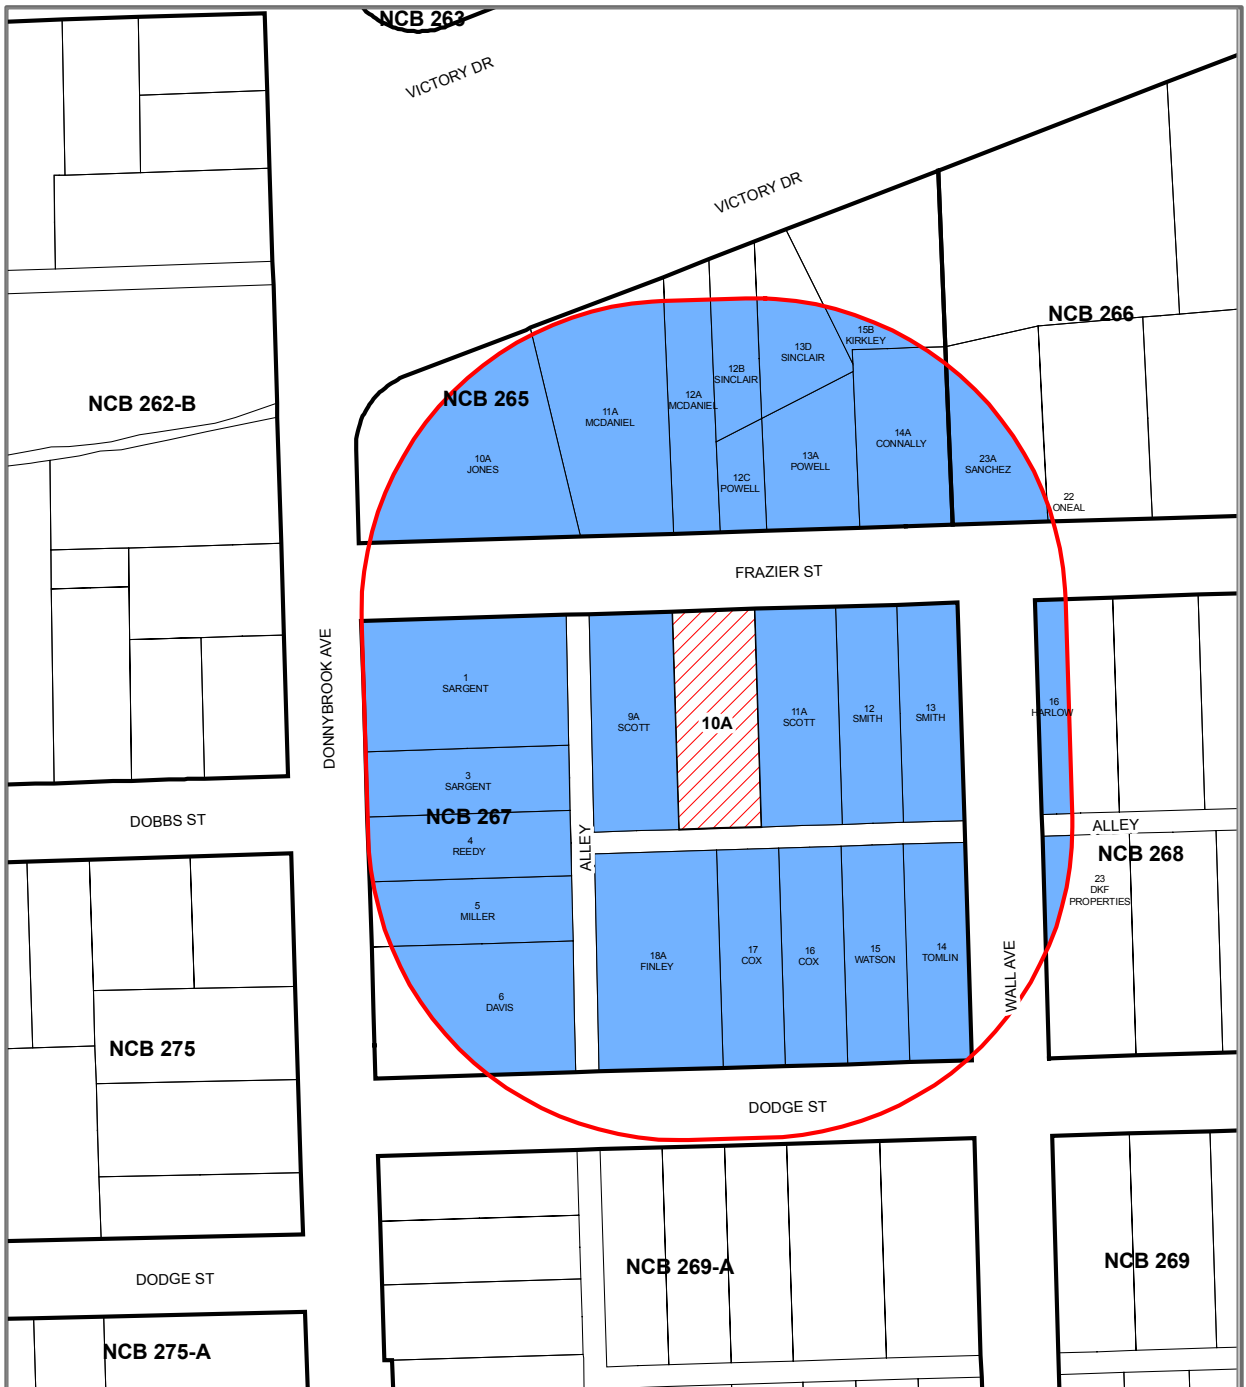 NCB 263
VICTORY DR
VICTORY DR
NCB 266
15B
KIRKLEY
13D
SINCLAIR
12B
SINCLAIR
NCB 262-B
NCB 265
12A
MCDANIEL
11A
MCDANIEL
14A
CONNALLY
10A
JONES
13A
POWELL
23A
SANCHEZ
12C
POWELL
22
ONEAL
FRAZIER ST
DONNYBROOK AVE
1
SARGENT
9A
SCOTT
10A
11A
SCOTT
12
SMITH
13
SMITH
16
HARLOW
3
SARGENT
NCB 267
DOBBS ST
4
REEDY
ALLEY
ALLEY
NCB 268
23
DKF
PROPERTIES
5
MILLER
18A
FINLEY
17
COX
16
COX
15
WATSON
14
TOMLIN
WALL AVE
6
DAVIS
NCB 275
DODGE ST
NCB 269-A
NCB 269
DODGE ST
NCB 275-A